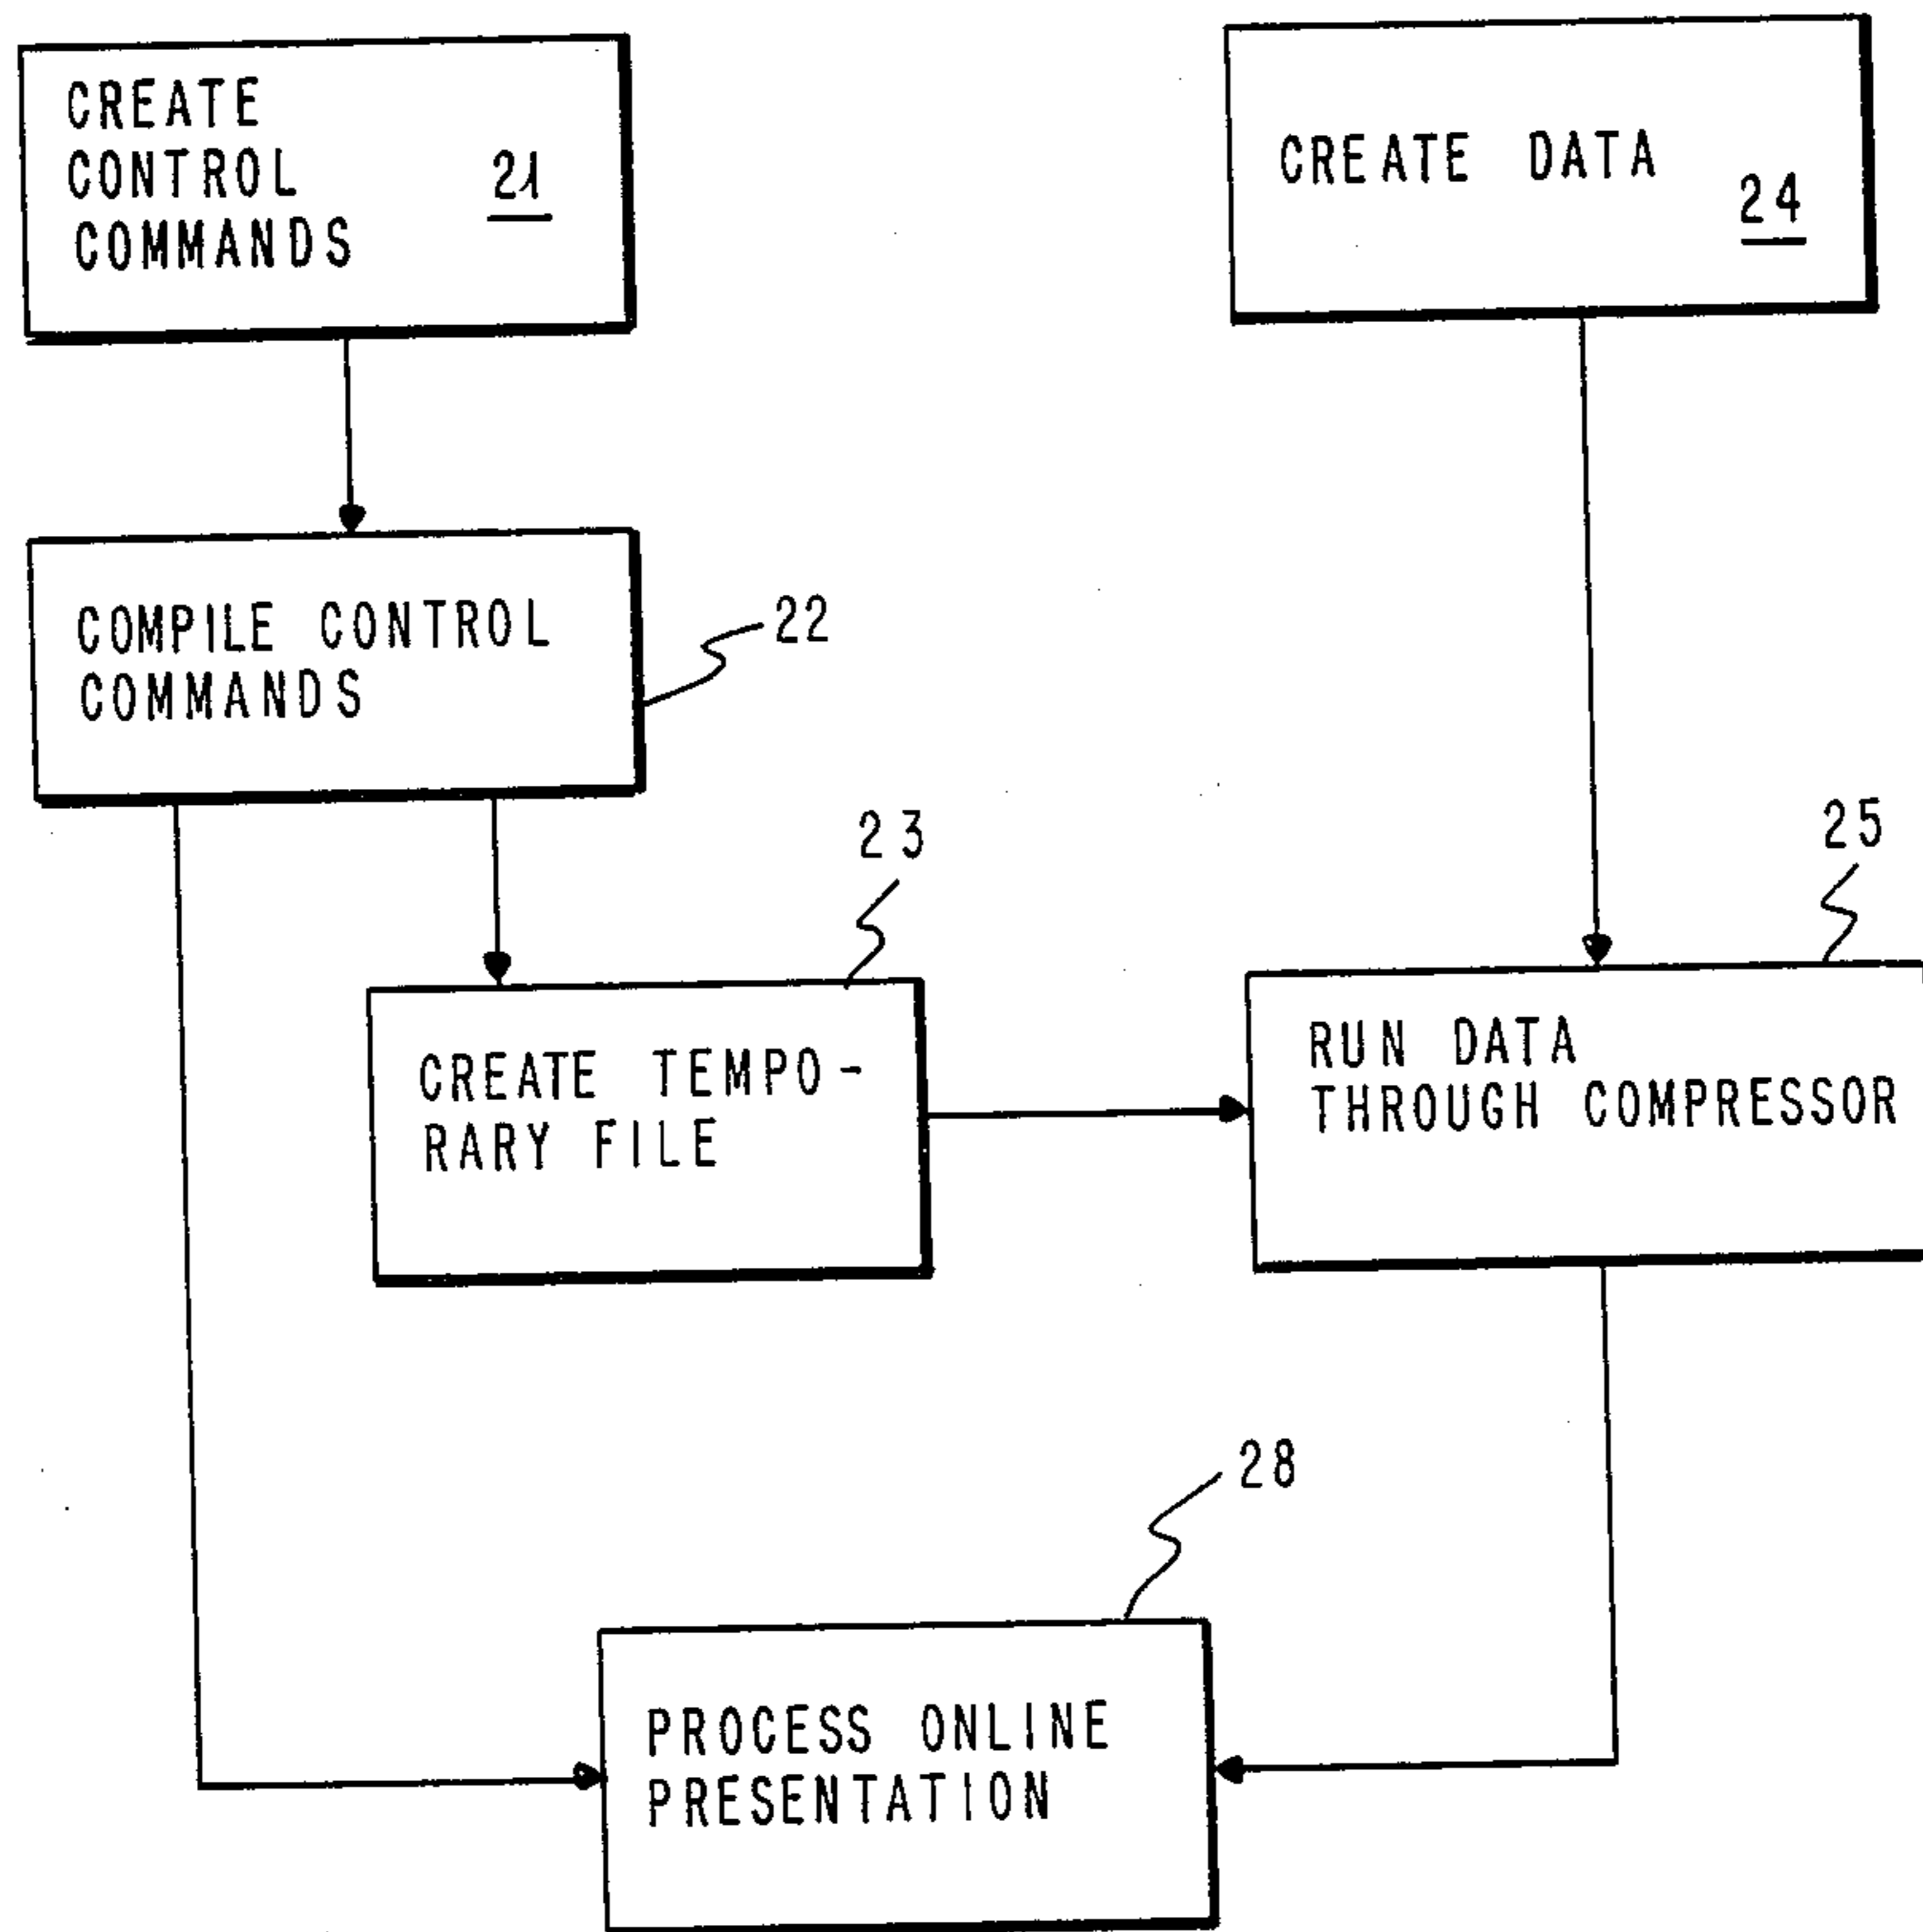 CREATE
CONTROL
COMMANDS
21
CREATE DATA
24
COMPILE CONTROL
COMMANDS
22
23
25
CREATE TEMPO-
RARY FILE
RUN DATA
THROUGH COMPRESSOR
28
PROCESS ONLINE
PRESENTATION